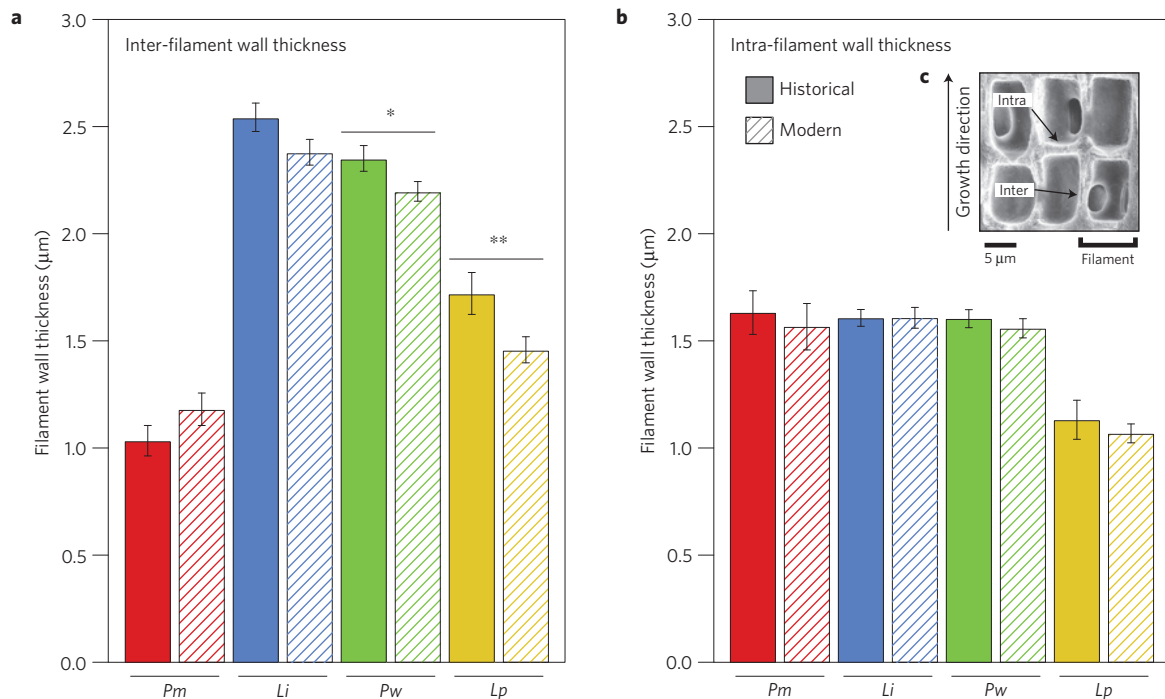 a
Inter-filament wall thickness
Filament wall thickness (µm)
3.0
2.5
2.0
1.5
1.0
0.5
0.0
*
**
Pm
Li
Pw
Lp
b
Intra-filament wall thickness
Historical
Modern
Filament wall thickness (µm)
3.0
2.5
2.0
1.5
1.0
0.5
0.0
Pm
Li
Pw
Lp
c
Growth direction
Intra
Inter
5 µm
Filament